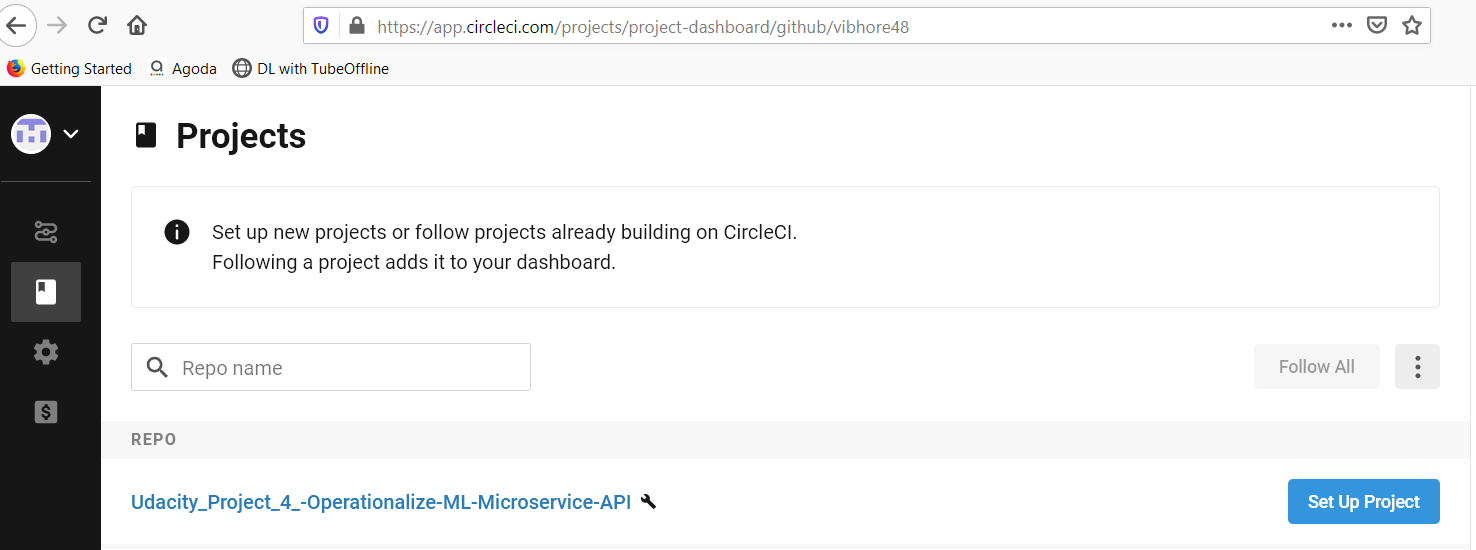 https://app.circleci.com/projects/project-dashboard/github/vibhore48
Getting Started Agoda DL with TubeOffline
Projects
Set up new projects or follow projects already building on CircleCI.
Following a project adds it to your dashboard.
Repo name Follow All
REPO
Udacity_Project_4_-Operationalize-ML-Microservice-API Set Up Project